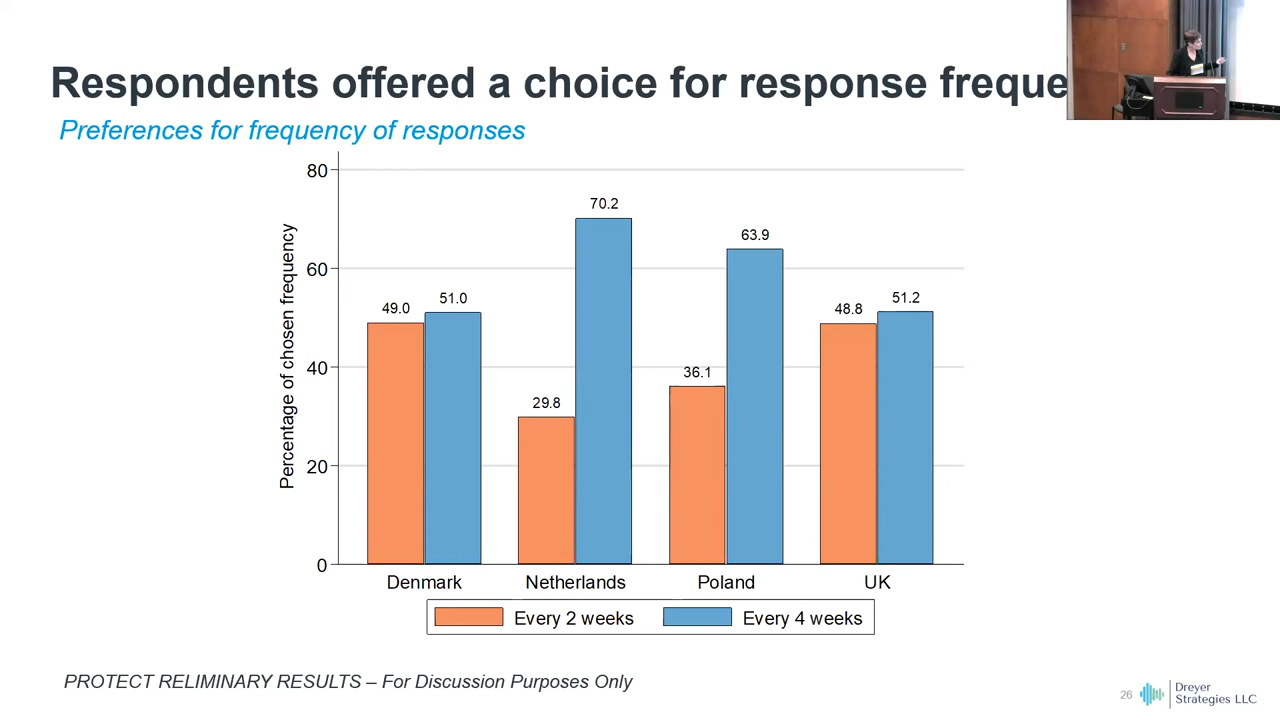 Respondents offered a choice for response freque
Preferences for frequency of responses
Percentage of chosen frequency
80
60
40
20
0
49.0
51.0
29.8
70.2
36.1
63.9
48.8
51.2
Denmark
Netherlands
Poland
UK
Every 2 weeks
Every 4 weeks
PROTECT RELIMINARY RESULTS – For Discussion Purposes Only
26
Dreyer
Strategies LLC